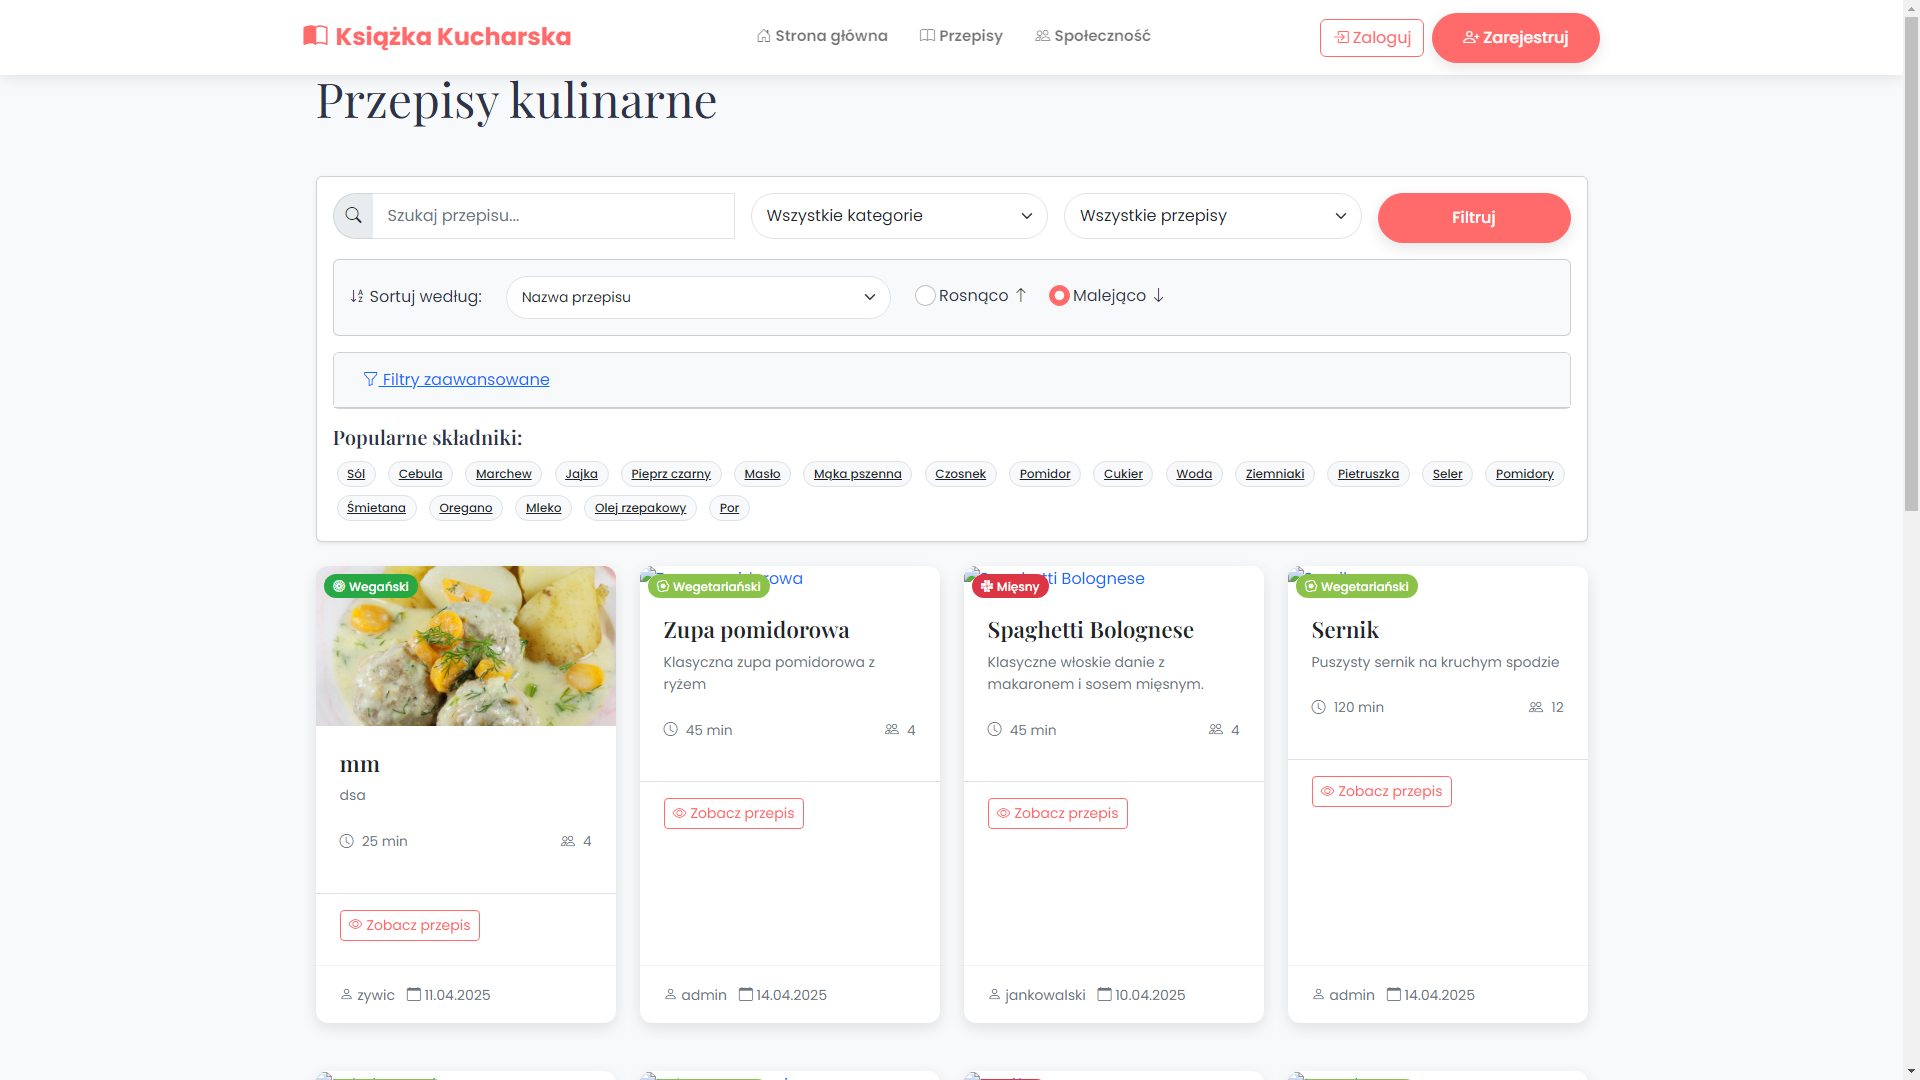 Książka Kucharska
Strona główna
Przepisy
Społeczność
Zaloguj
Zarejestruj
Przepisy kulinarne
Szukaj przepisu...
Wszystkie kategorie
Wszystkie przepisy
Filtruj
Sortuj według:
Nazwa przepisu
Rosnąco ↑
Malejąco ↓
Filtry zaawansowane
Popularne składniki:
Sól Cebula Marchew Jajka Pieprz czarny Masło Mąka pszenna Czosnek Pomidor Cukier Woda Ziemniaki Pietruszka Seler Pomidory
Śmietana Oregano Mleko Olej rzepakowy Por
Wegański
mm
dsa
25 min
4
Zobacz przepis
zywic 11.04.2025
Wegetariański
Zupa pomidorowa
Klasyczna zupa pomidorowa z
ryżem
45 min
4
Zobacz przepis
admin 14.04.2025
Mięsny
Bolognese
Spaghetti Bolognese
Klasyczne włoskie danie z
makaronem i sosem mięsnym.
45 min
4
Zobacz przepis
jankowalski 10.04.2025
Wegetariański
Sernik
Puszysty sernik na kruchym spodzie
120 min
12
Zobacz przepis
admin 14.04.2025